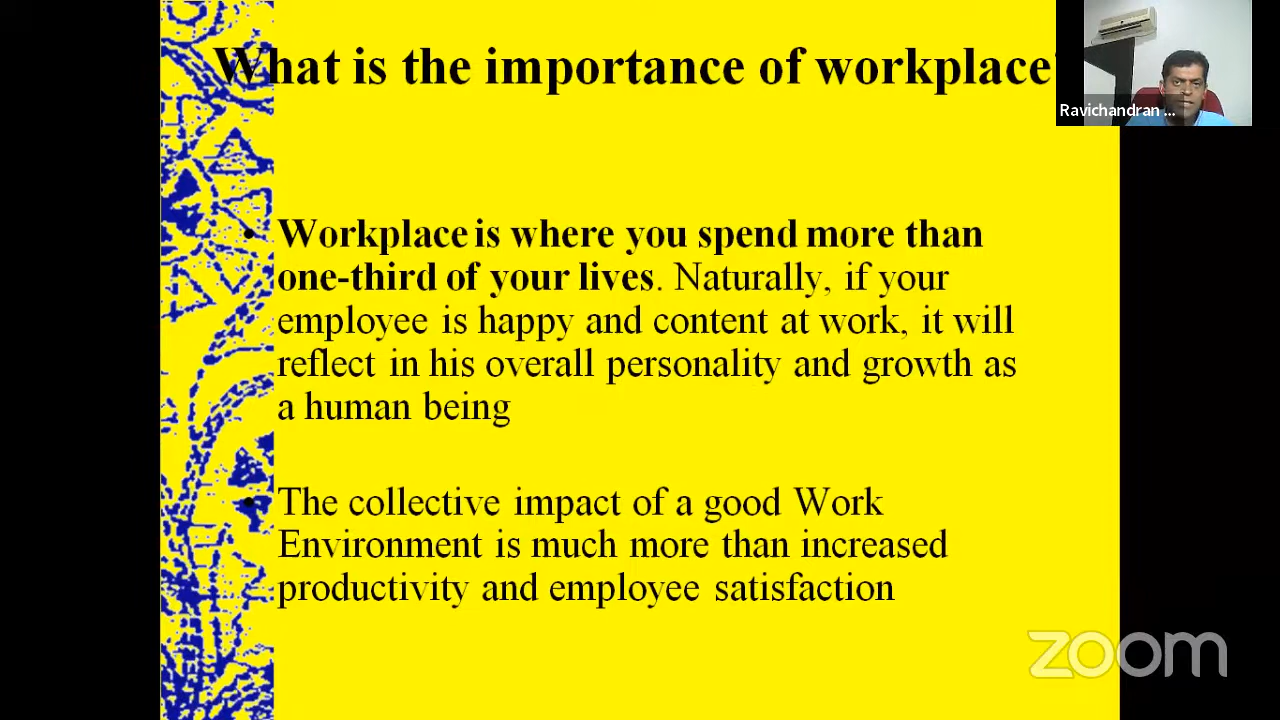 What is the importance of workplace?
Ravichandran ...
• Workplace is where you spend more than
one-third of your lives. Naturally, if your
employee is happy and content at work, it will
reflect in his overall personality and growth as
a human being
• The collective impact of a good Work
Environment is much more than increased
productivity and employee satisfaction
zoom